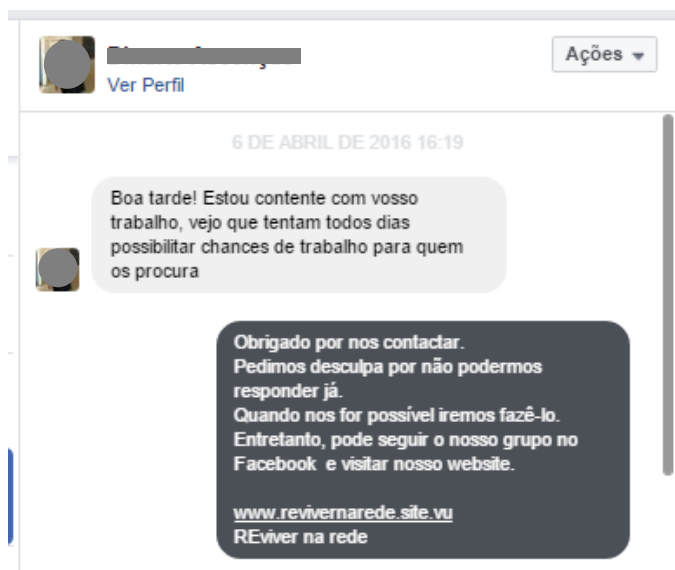 Ações
Ver Perfil
6 DE ABRIL DE 2016 16:19
Boa tarde! Estou contente com vosso
trabalho, vejo que tentam todos dias
possibilitar chances de trabalho para quem
os procura
Obrigado por nos contactar.
Pedimos desculpa por não podermos
responder já.
Quando nos for possível iremos fazê-lo.
Entretanto, pode seguir o nosso grupo no
Facebook e visitar nosso website.
www.revivernarede.site.vu
REviver na rede